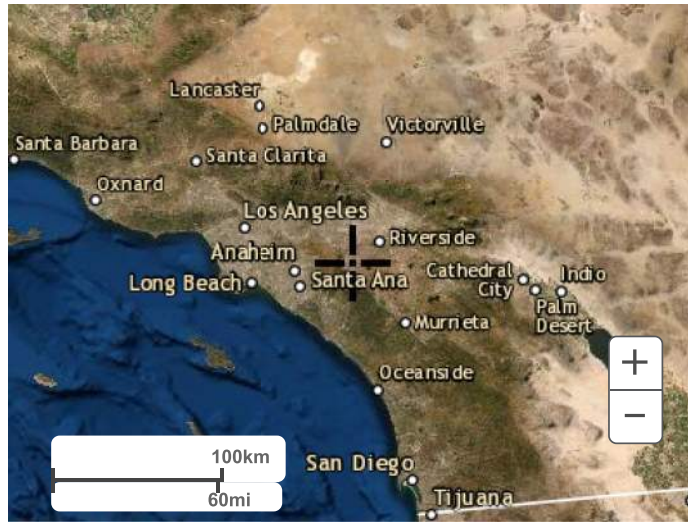 Lancaster
Palmdale
Victorville
Santa Barbara
Santa Clarita
Oxnard
Los Angeles
Riverside
Anaheim
Cathedral
City
Indio
Long Beach
Santa Ana
Palm
Desert
Murrieta
+
Oceanside
−
100km
San Diego
60mi
Tijuana